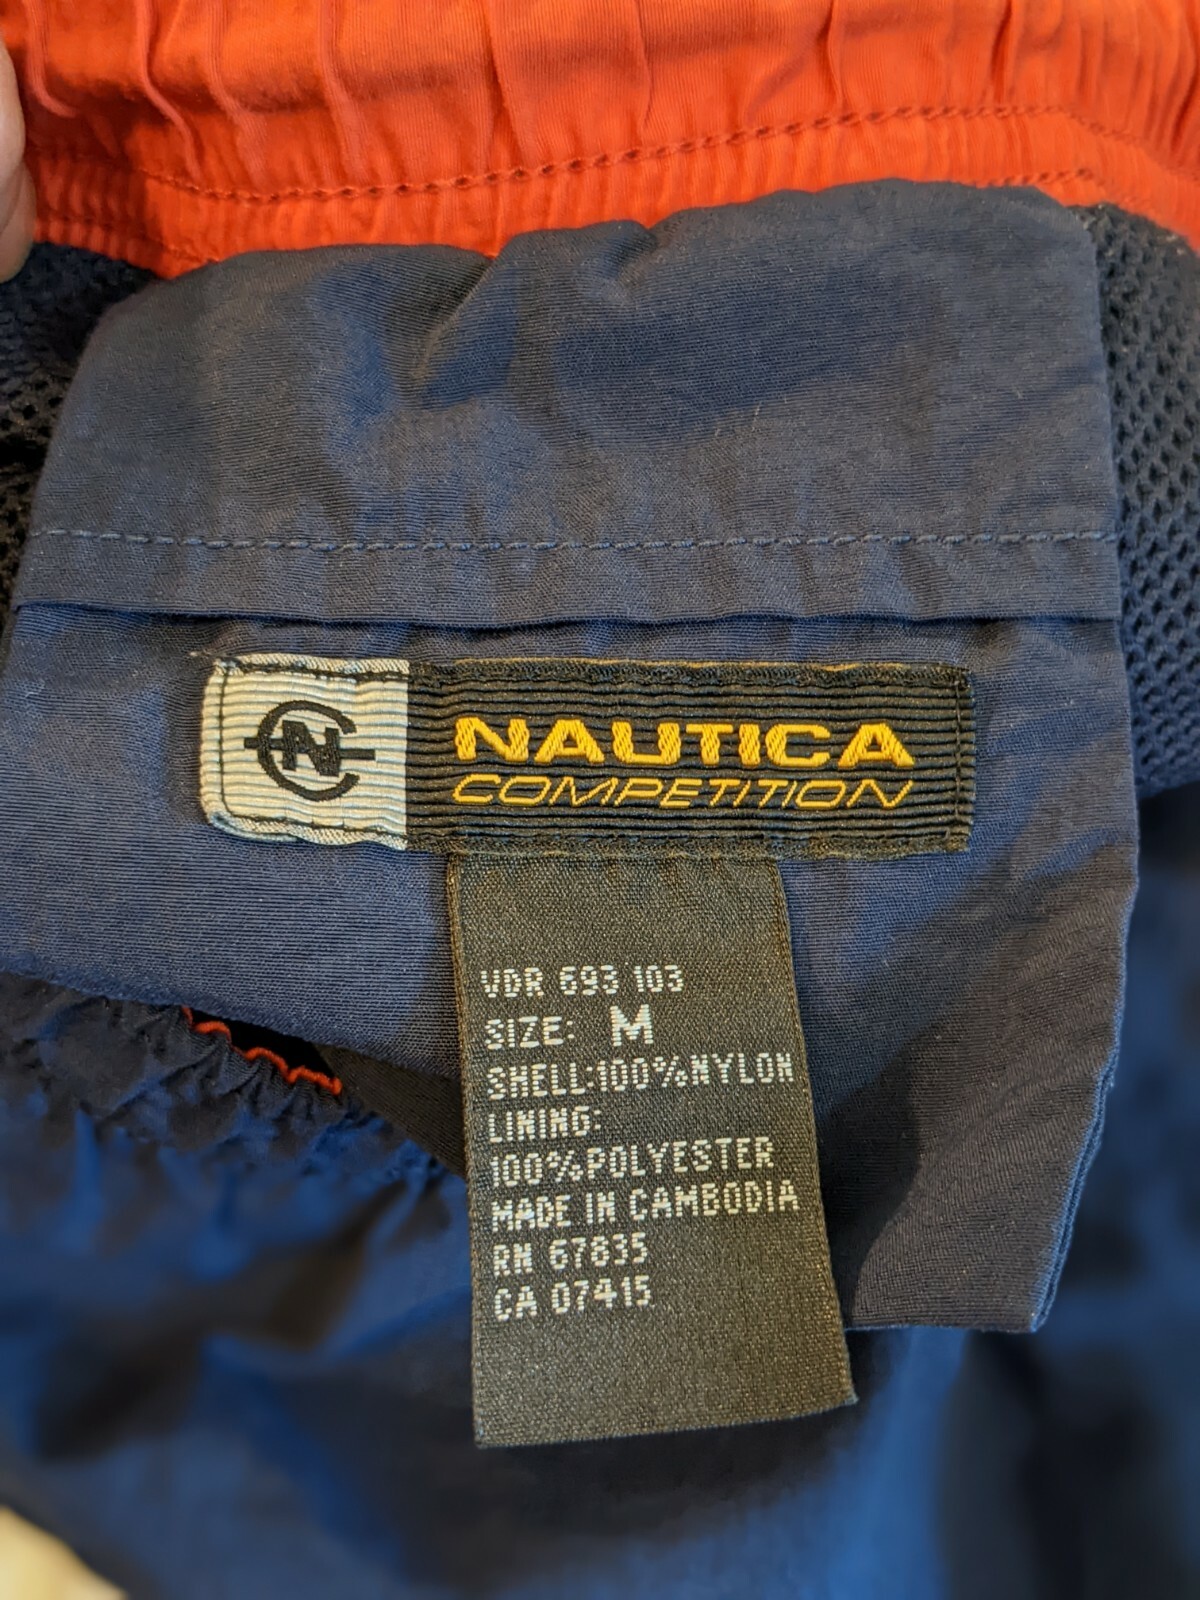 NAUTICA
COMPETITION
VDR 693 103
SIZE: M
SHELL:100%NYLON
LINING:
100%POLYESTER
MADE IN CAMBODIA
RN 67835
CA 07415